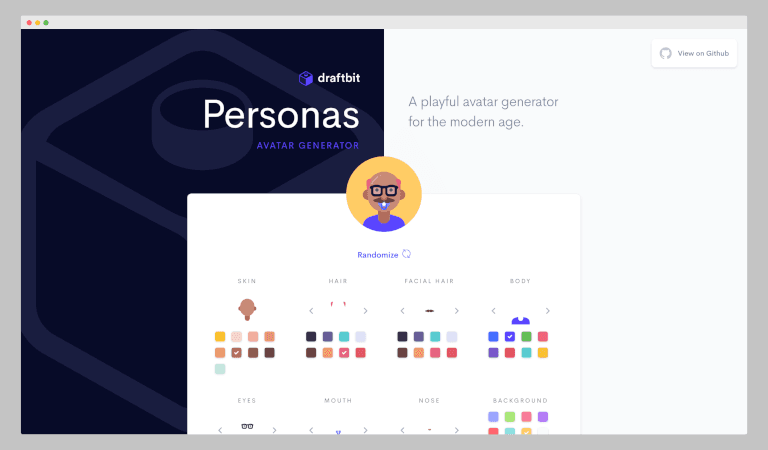 draftbit
Personas
AVATAR GENERATOR
View on Github
A playful avatar generator
for the modern age.
Randomize
SKIN
HAIR
FACIAL HAIR
BODY
EYES
MOUTH
NOSE
BACKGROUND